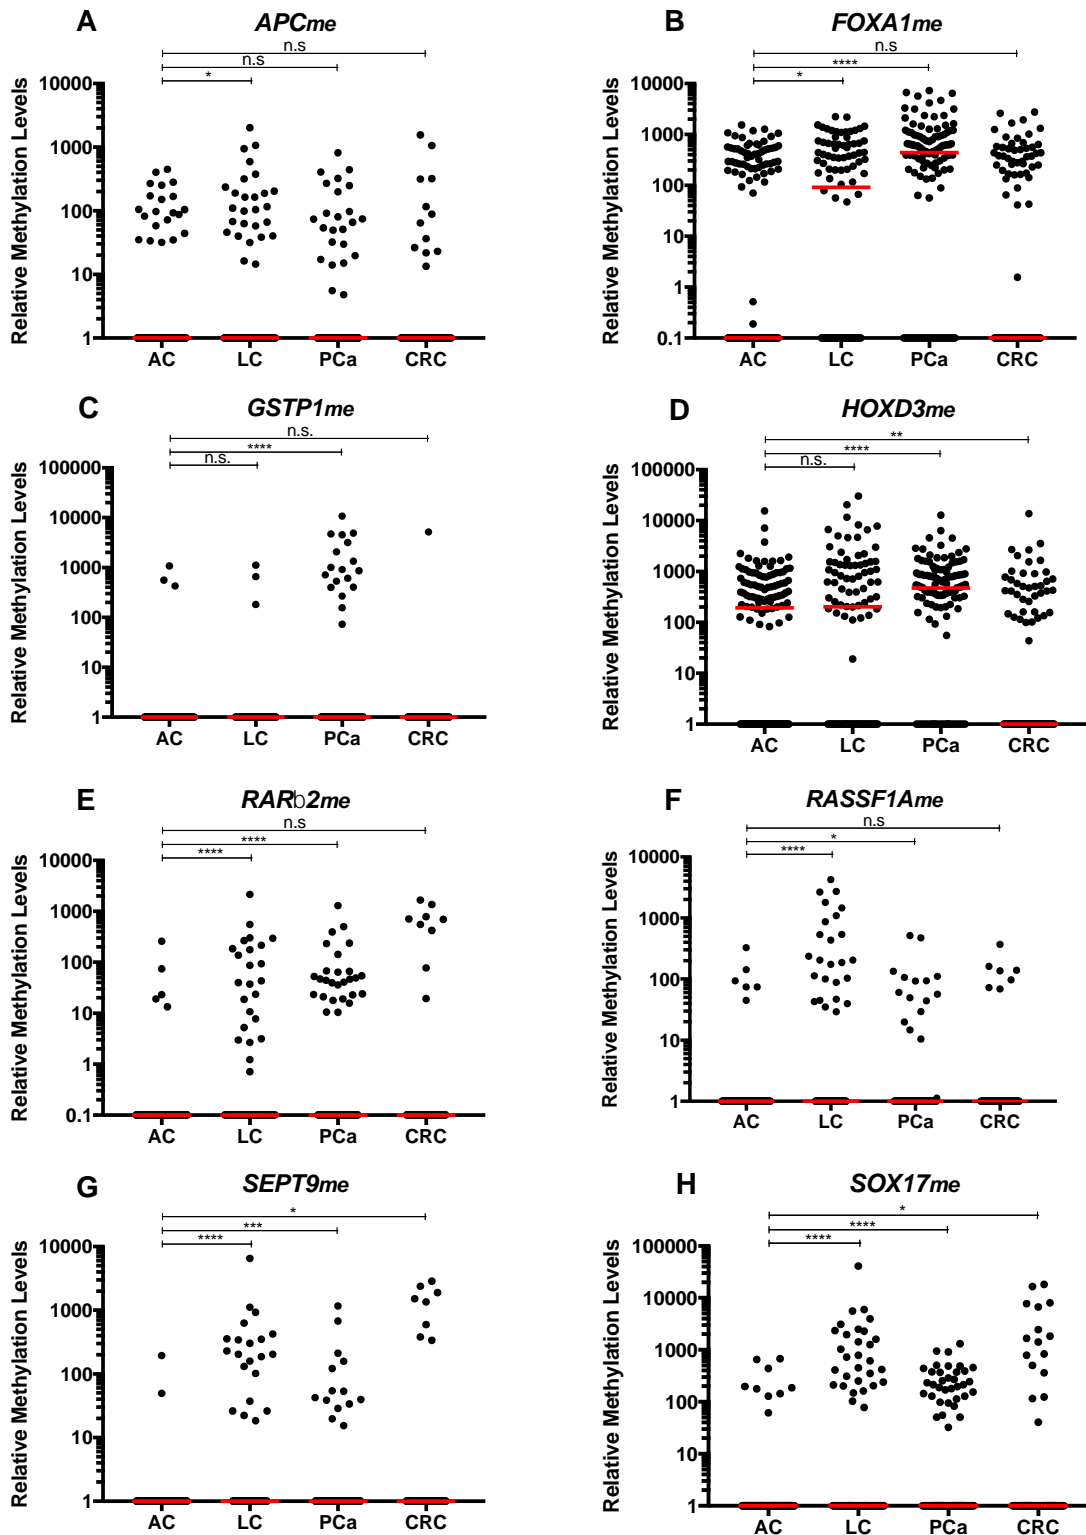 A APCme
n.s
n.s
*
Relative Methylation Levels
10000
1000
100
10
1
AC LC PCa CRC
B FOXA1me
n.s
****
*
Relative Methylation Levels
10000
1000
100
10
1
0.1
AC LC PCa CRC
C GSTP1me
n.s.
****
n.s.
Relative Methylation Levels
100000
10000
1000
100
10
1
AC LC PCa CRC
D HOXD3me
**
****
n.s.
Relative Methylation Levels
100000
10000
1000
100
10
1
AC LC PCa CRC
E RARb2me
n.s
****
****
Relative Methylation Levels
10000
1000
100
10
1
0.1
AC LC PCa CRC
F RASSF1Ame
n.s
*
****
Relative Methylation Levels
10000
1000
100
10
1
AC LC PCa CRC
G SEPT9me
*
***
****
Relative Methylation Levels
10000
1000
100
10
1
AC LC PCa CRC
H SOX17me
*
****
****
Relative Methylation Levels
100000
10000
1000
100
10
1
AC LC PCa CRC